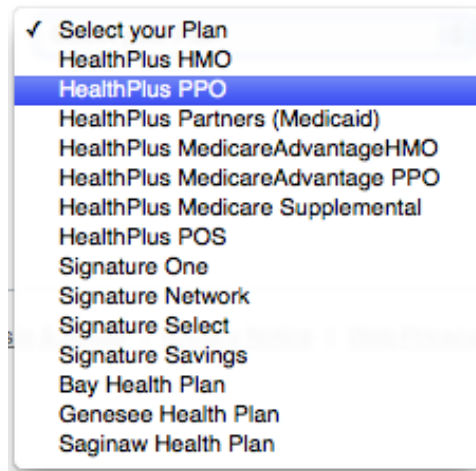 ✓ Select your Plan
HealthPlus HMO
HealthPlus PPO
HealthPlus Partners (Medicaid)
HealthPlus MedicareAdvantageHMO
HealthPlus MedicareAdvantage PPO
HealthPlus Medicare Supplemental
HealthPlus POS
Signature One
Signature Network
Signature Select
Signature Savings
Bay Health Plan
Genesee Health Plan
Saginaw Health Plan